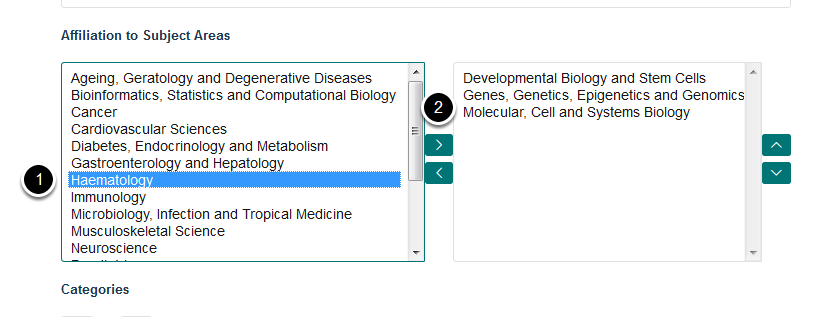 Affiliation to Subject Areas
Ageing, Geratology and Degenerative Diseases
Bioinformatics, Statistics and Computational Biology
Cancer
Cardiovascular Sciences
Diabetes, Endocrinology and Metabolism
Gastroenterology and Hepatology
Haematology
Immunology
Microbiology, Infection and Tropical Medicine
Musculoskeletal Science
Neuroscience
1
2
Developmental Biology and Stem Cells
Genes, Genetics, Epigenetics and Genomics
Molecular, Cell and Systems Biology
Categories